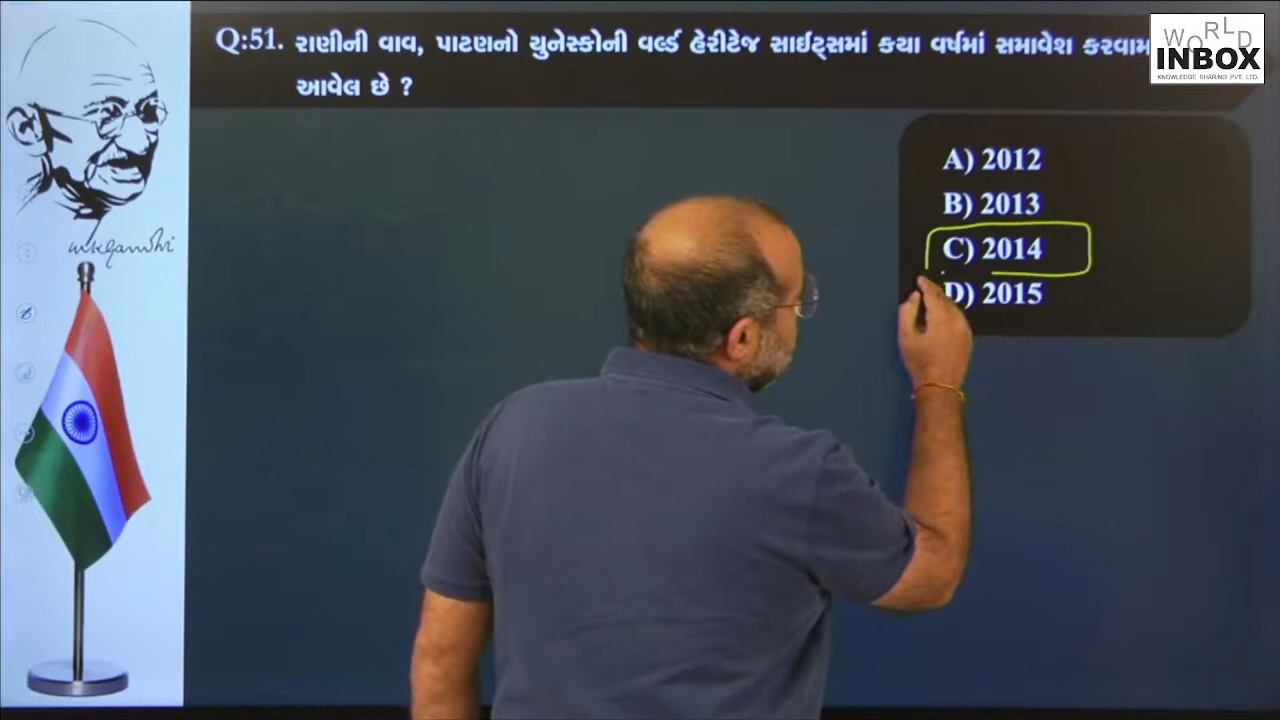 Q:51. રાણીની વાવ, પાટણનો યુનેસ્કોની વર્લ્ડ હેરીટેજ સાઈટ્સમાં કયા વર્ષમાં સમાવેશ
આવેલ છે ?
WORLD
INBOX
KNOWLEDGE SHARING PVT. LTD.
A) 2012
B) 2013
C) 2014
D) 2015
mkgandhi